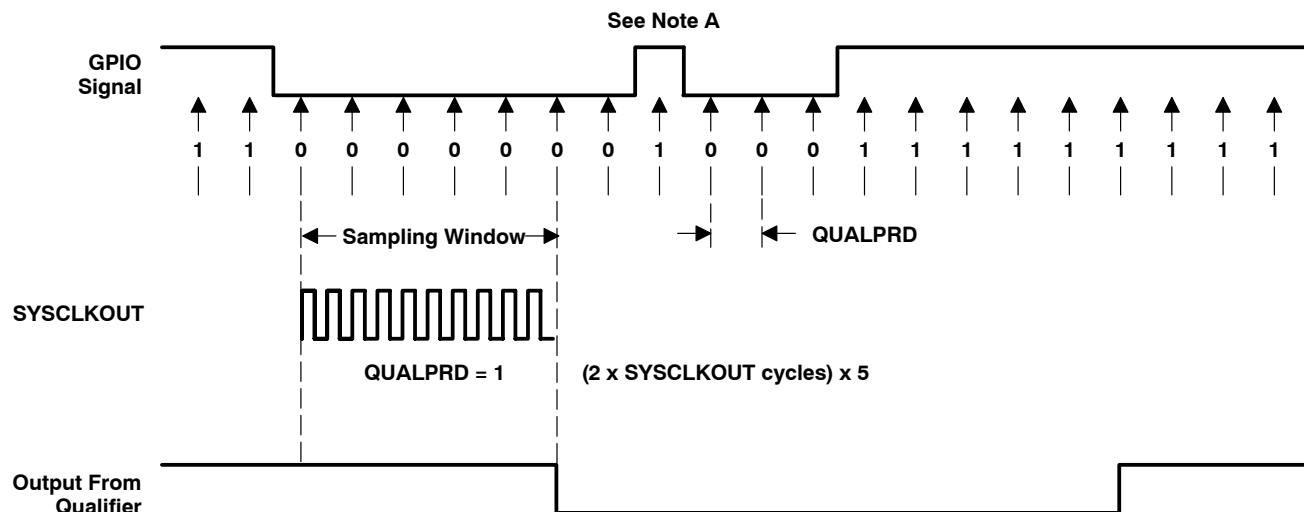 See Note A
GPIO
Signal
1 1 0 0 0 0 0 0 0 1 0 0 0 1 1 1 1 1 1 1 1 1
Sampling Window
QUALPRD
SYSCLKOUT
QUALPRD = 1
(2 x SYSCLKOUT cycles) x 5
Output From
Qualifier